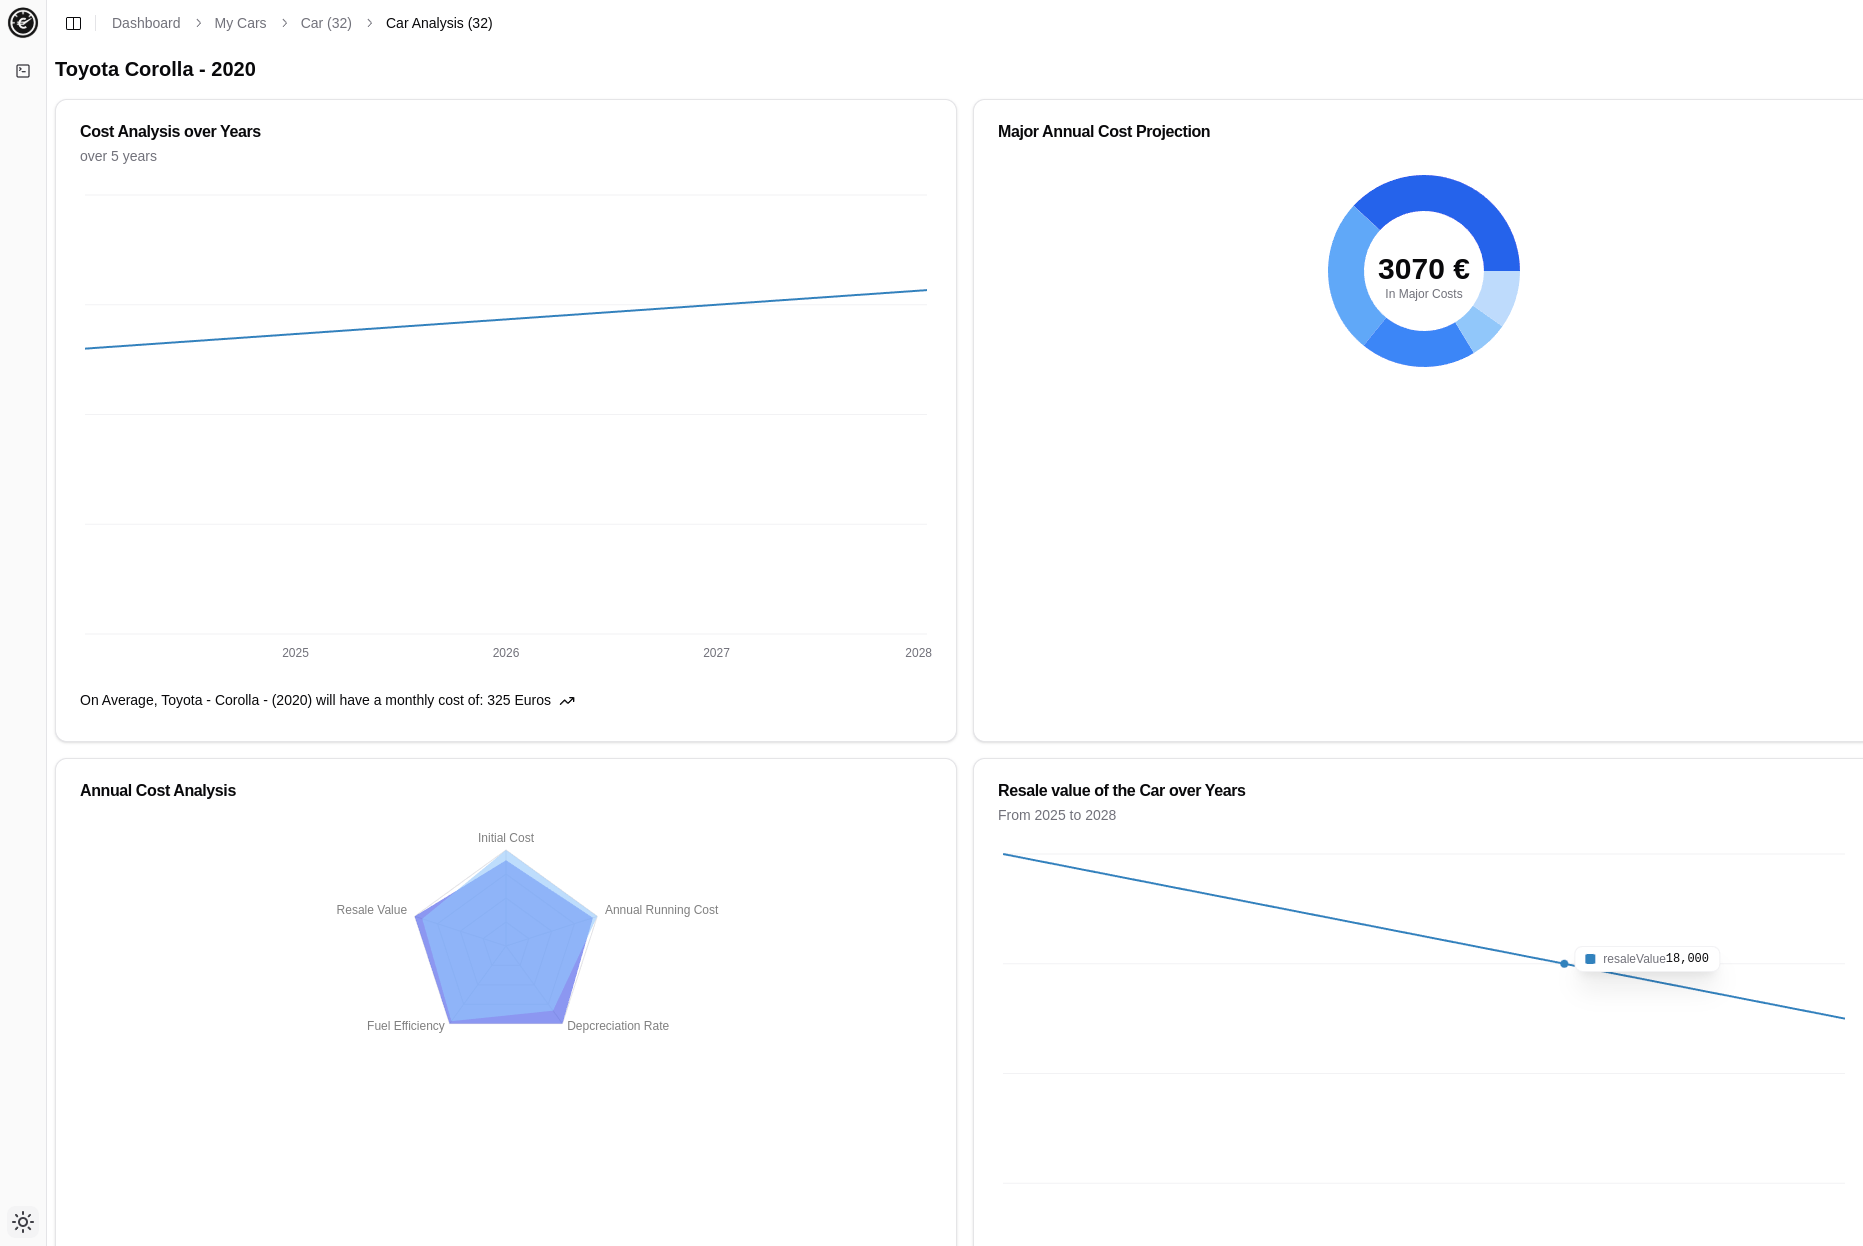 Dashboard > My Cars > Car (32) > Car Analysis (32)
Toyota Corolla - 2020
Cost Analysis over Years
over 5 years
2025 2026 2027 2028
On Average, Toyota - Corolla - (2020) will have a monthly cost of: 325 Euros
Major Annual Cost Projection
3070 €
In Major Costs
Annual Cost Analysis
Initial Cost
Resale Value
Annual Running Cost
Fuel Efficiency
Depcreciation Rate
Resale value of the Car over Years
From 2025 to 2028
resaleValue18,000